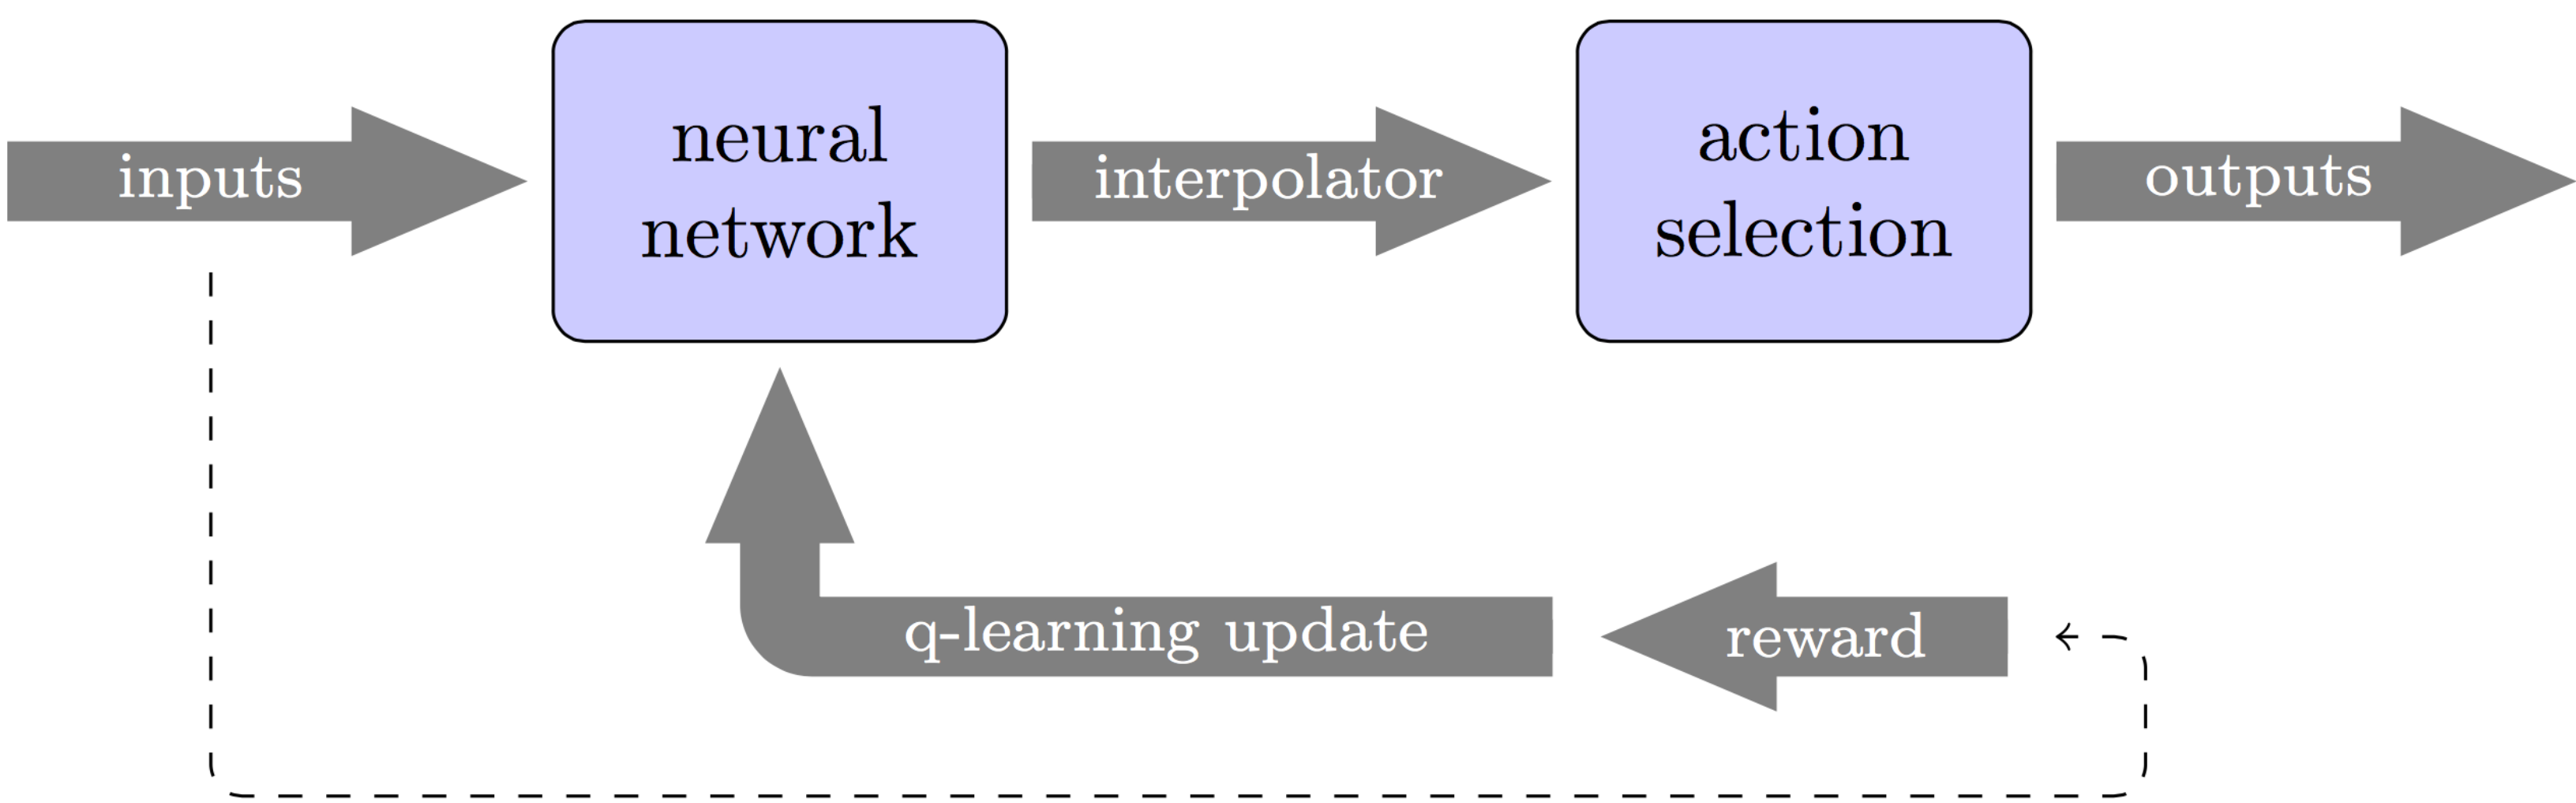 inputs
neural
network
interpolator
action
selection
outputs
q-learning update
reward